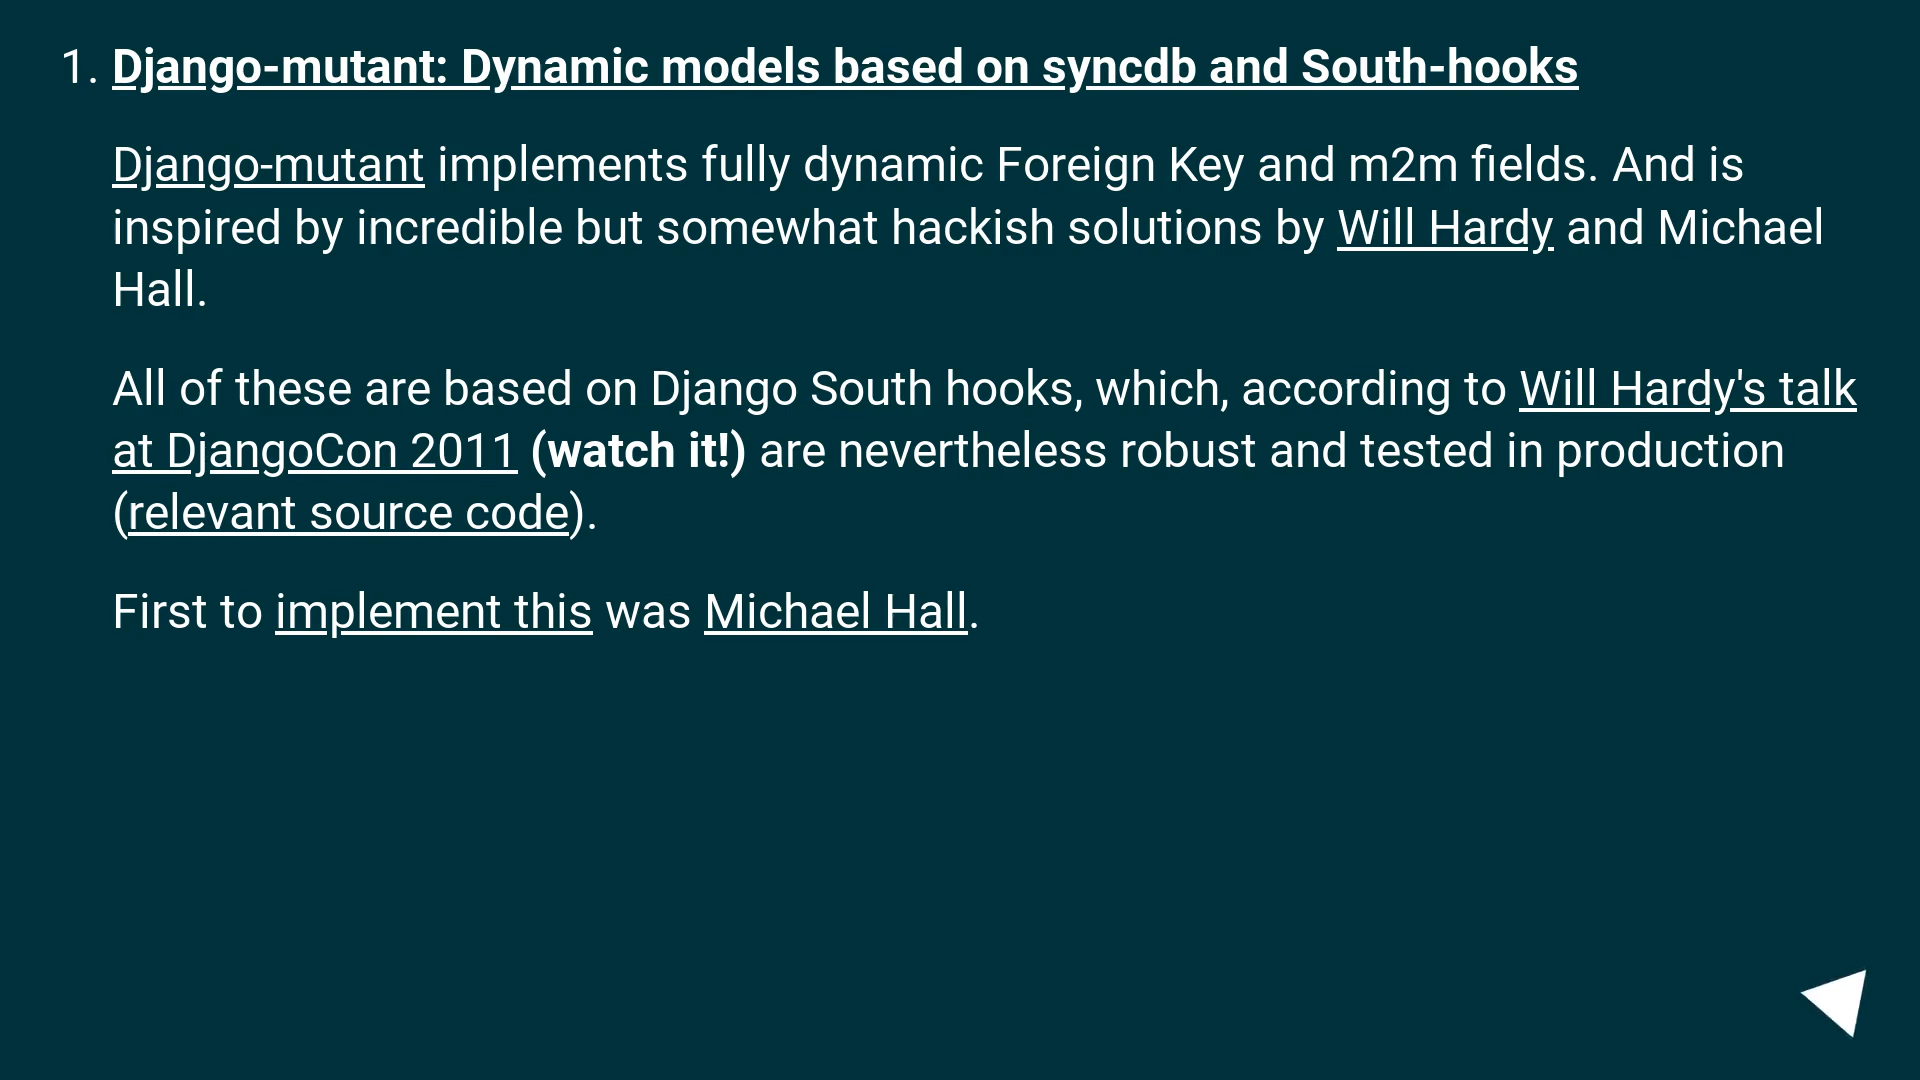 1. Django-mutant: Dynamic models based on syncdb and South-hooks
Django-mutant implements fully dynamic Foreign Key and m2m fields. And is
inspired by incredible but somewhat hackish solutions by Will Hardy and Michael
Hall.
All of these are based on Django South hooks, which, according to Will Hardy's talk
at DjangoCon 2011 (watch it!) are nevertheless robust and tested in production
(relevant source code).
First to implement this was Michael Hall.